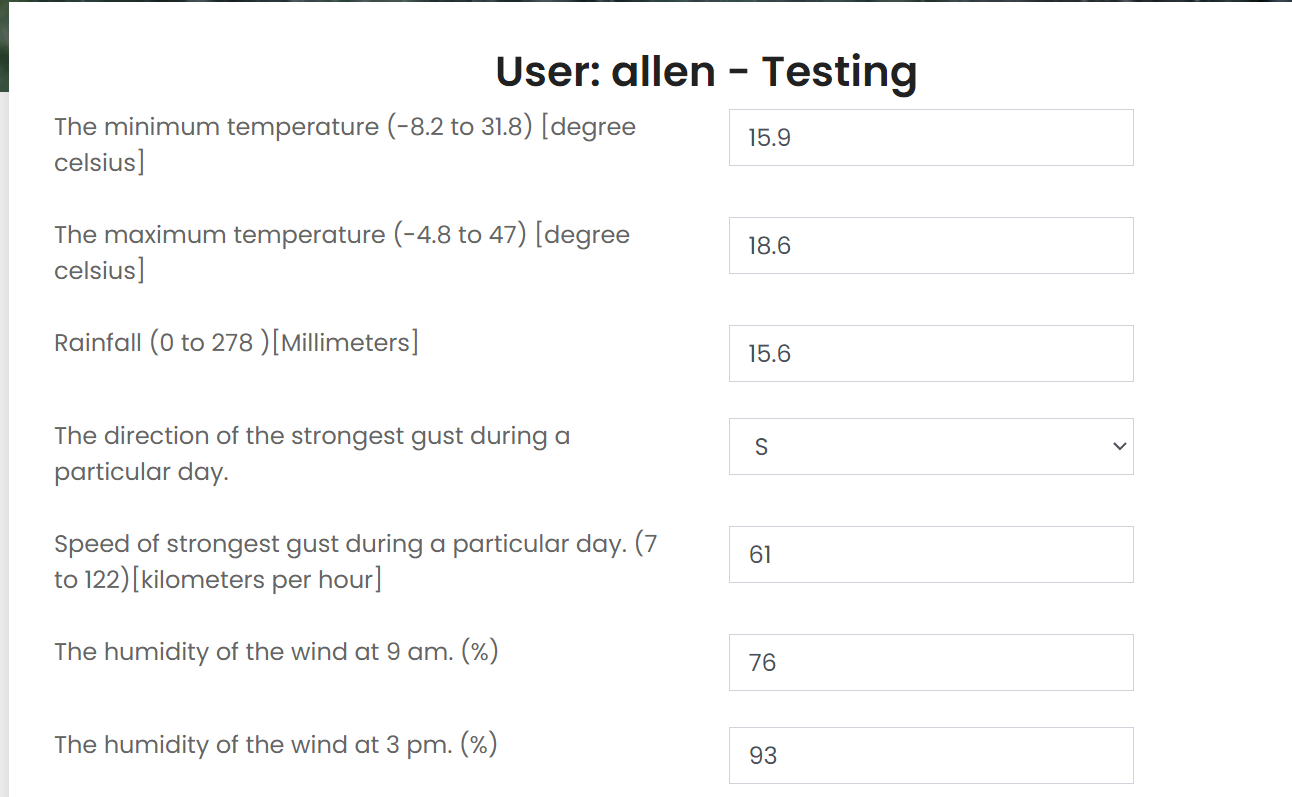 User: allen - Testing
The minimum temperature (-8.2 to 31.8) [degree
celsius]
15.9
The maximum temperature (-4.8 to 47) [degree
celsius]
18.6
Rainfall (0 to 278 )[Millimeters]
15.6
The direction of the strongest gust during a
particular day.
S
Speed of strongest gust during a particular day. (7
to 122)[kilometers per hour]
61
The humidity of the wind at 9 am. (%)
76
The humidity of the wind at 3 pm. (%)
93